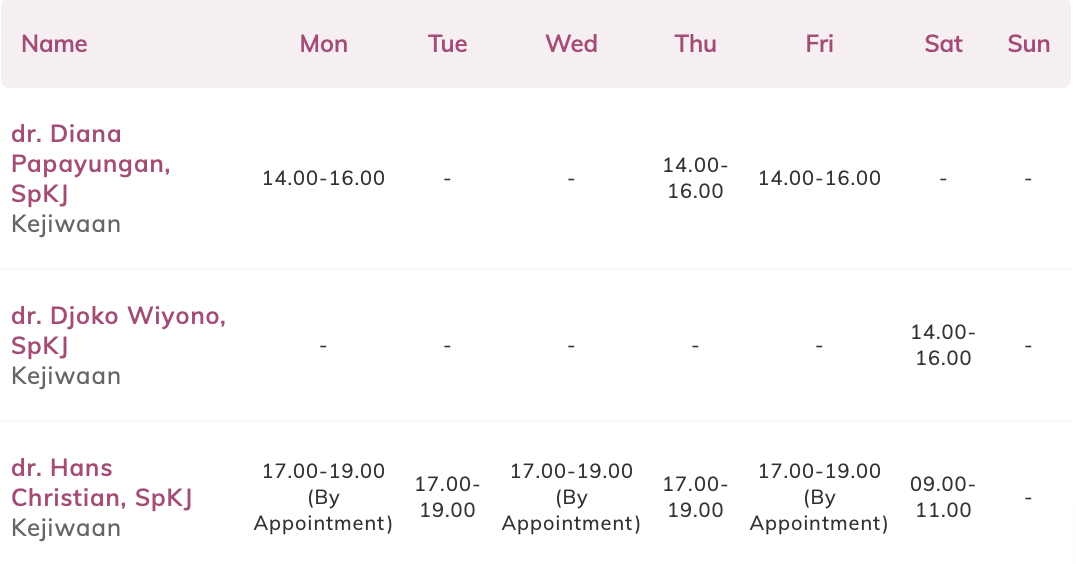 Name Mon Tue Wed Thu Fri Sat Sun
dr. Diana
Papayungan,
SpKJ
Kejiwaan
14.00-16.00 - - 14.00-
16.00 14.00-16.00 - -
dr. Djoko Wiyono,
SpKJ
Kejiwaan
- - - - - 14.00-
16.00 -
dr. Hans
Christian, SpKJ
Kejiwaan
17.00-19.00
(By
Appointment)
17.00-
19.00
17.00-19.00
(By
Appointment)
17.00-
19.00
17.00-19.00
(By
Appointment)
09.00-
11.00
-